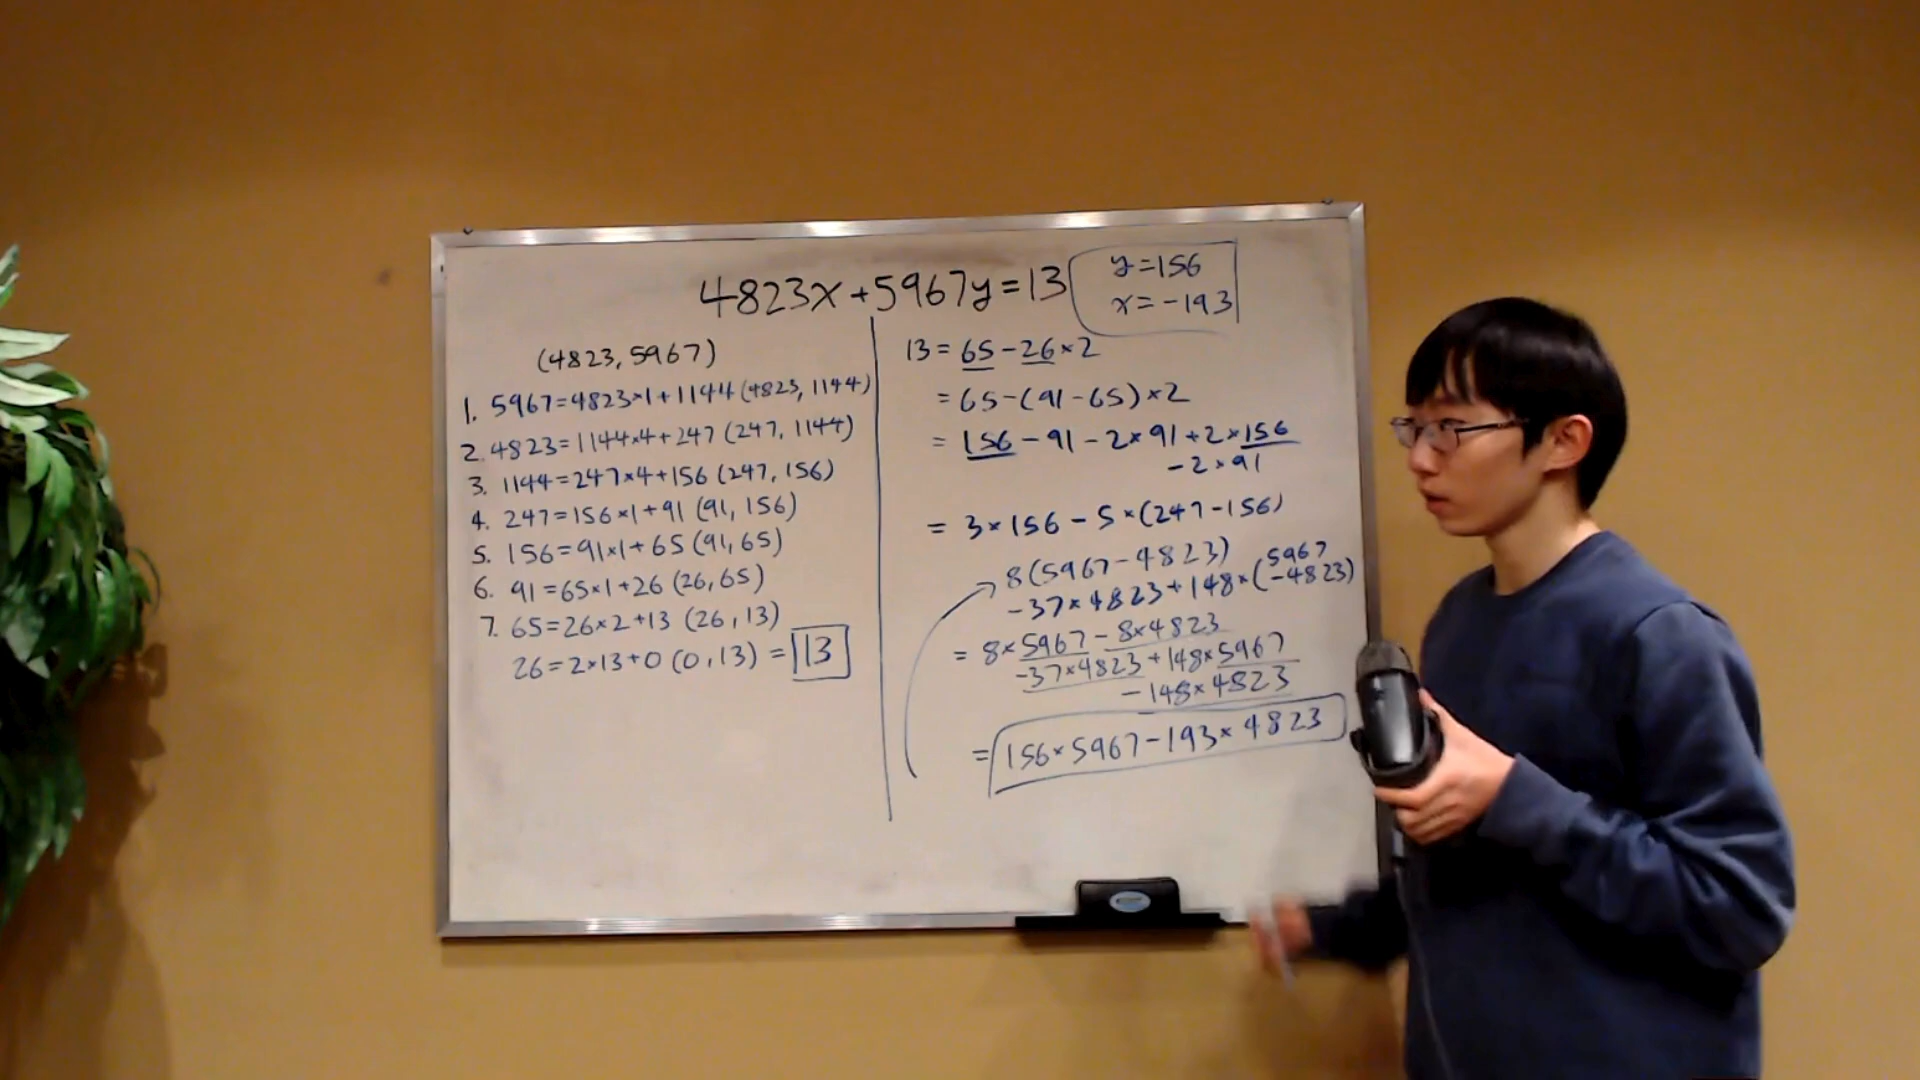 4823x+5967y=13
y=156
x=-193
(4823, 5967)
1. 5967=4823×1+1144 (4823, 1144)
2. 4823=1144×4+247 (247, 1144)
3. 1144=247×4+156 (247, 156)
4. 247=156×1+91 (91, 156)
5. 156=91×1+65 (91,65)
6. 91=65×1+26 (26,65)
7. 65=26×2+13 (26,13)
26=2×13+0 (0,13) = 13
13=65-26×2
=65-(91-65)×2
=156-91-2×91+2×156
-2×91
=3×156-5×(247-156)
8(5967-4823)
-37×4823+148×(5967
-4823)
=8×5967-8×4823
-37×4823+148×5967
-148×4823
=156×5967-193×4823